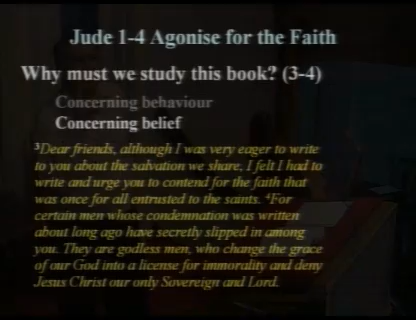 Jude 1-4 Agonise for the Faith
Why must we study this book? (3-4)
Concerning behaviour
Concerning belief
³Dear friends, although I was very eager to write
to you about the salvation we share, I felt I had to
write and urge you to contend for the faith that
was once for all entrusted to the saints. ⁴For
certain men whose condemnation was written
about long ago have secretly slipped in among
you. They are godless men, who change the grace
of our God into a license for immorality and deny
Jesus Christ our only Sovereign and Lord.